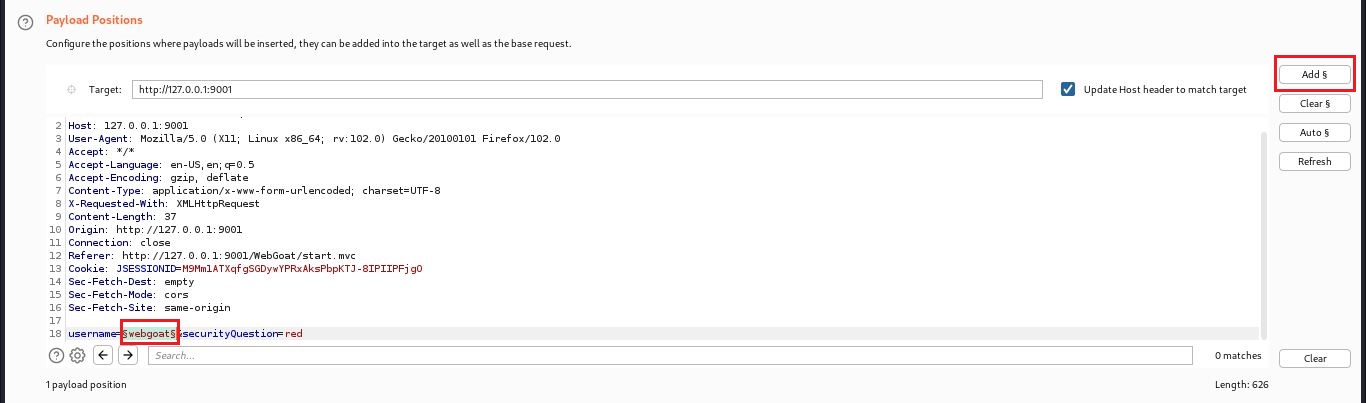 Payload Positions
Configure the positions where payloads will be inserted, they can be added into the target as well as the base request.
Add §
Target: http://127.0.0.1:9001 Update Host header to match target
Clear §
2 Host: 127.0.0.1:9001
3 User-Agent: Mozilla/5.0 (X11; Linux x86_64; rv:102.0) Gecko/20100101 Firefox/102.0
Auto §
4 Accept: */*
5 Accept-Language: en-US,en;q=0.5
Refresh
6 Accept-Encoding: gzip, deflate
7 Content-Type: application/x-www-form-urlencoded; charset=UTF-8
8 X-Requested-With: XMLHttpRequest
9 Content-Length: 37
10 Origin: http://127.0.0.1:9001
11 Connection: close
12 Referer: http://127.0.0.1:9001/WebGoat/start.mvc
13 Cookie: JSESSIONID=M9Mm1ATXqfgSGDywYPRxAksPbpKTJ-8IPIIPFjgO
14 Sec-Fetch-Dest: empty
15 Sec-Fetch-Mode: cors
16 Sec-Fetch-Site: same-origin
17
18 username=§webgoat§&securityQuestion=red
Search... 0 matches
Clear
1 payload position Length: 626